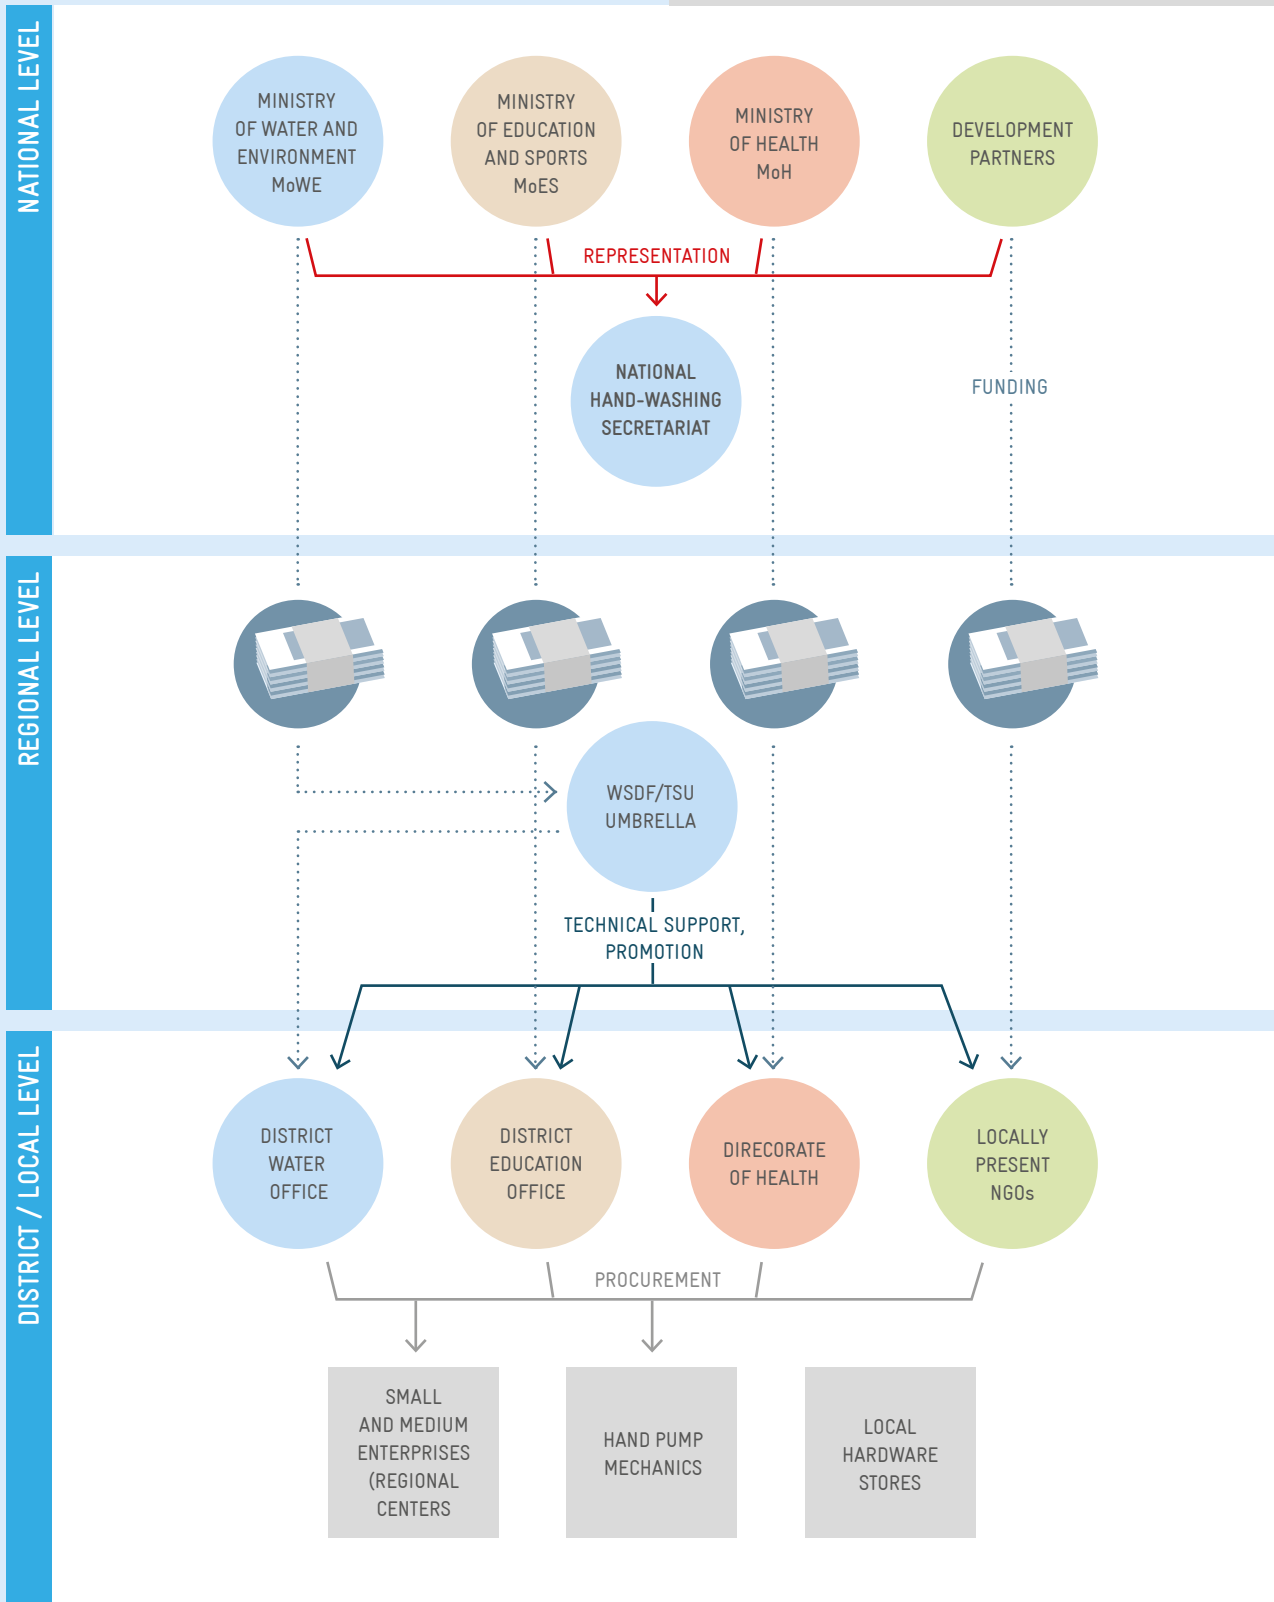 NATIONAL LEVEL
MINISTRY
OF WATER AND
ENVIRONMENT
MoWE
MINISTRY
OF EDUCATION
AND SPORTS
MoES
MINISTRY
OF HEALTH
MoH
DEVELOPMENT
PARTNERS
REPRESENTATION
NATIONAL
HAND-WASHING
SECRETARIAT
FUNDING
REGIONAL LEVEL
WSDF/TSU
UMBRELLA
TECHNICAL SUPPORT,
PROMOTION
DISTRICT / LOCAL LEVEL
DISTRICT
WATER
OFFICE
DISTRICT
EDUCATION
OFFICE
DIRECORATE
OF HEALTH
LOCALLY
PRESENT
NGOs
PROCUREMENT
SMALL
AND MEDIUM
ENTERPRISES
(REGIONAL
CENTERS
HAND PUMP
MECHANICS
LOCAL
HARDWARE
STORES